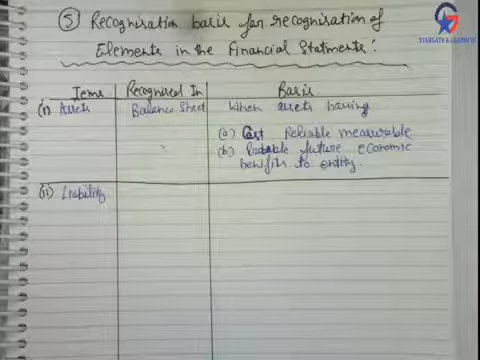 STARGATE E-LEARNERS
(5) Recognisation basis for recognisation of
Elements in the Financial Statments :
Items Recognised In Basis
(i) Assets Balance Sheet When assets having
(a) Cost Reliable measurable
(b) Probable future economic
benefits to entity.
(ii) Liability